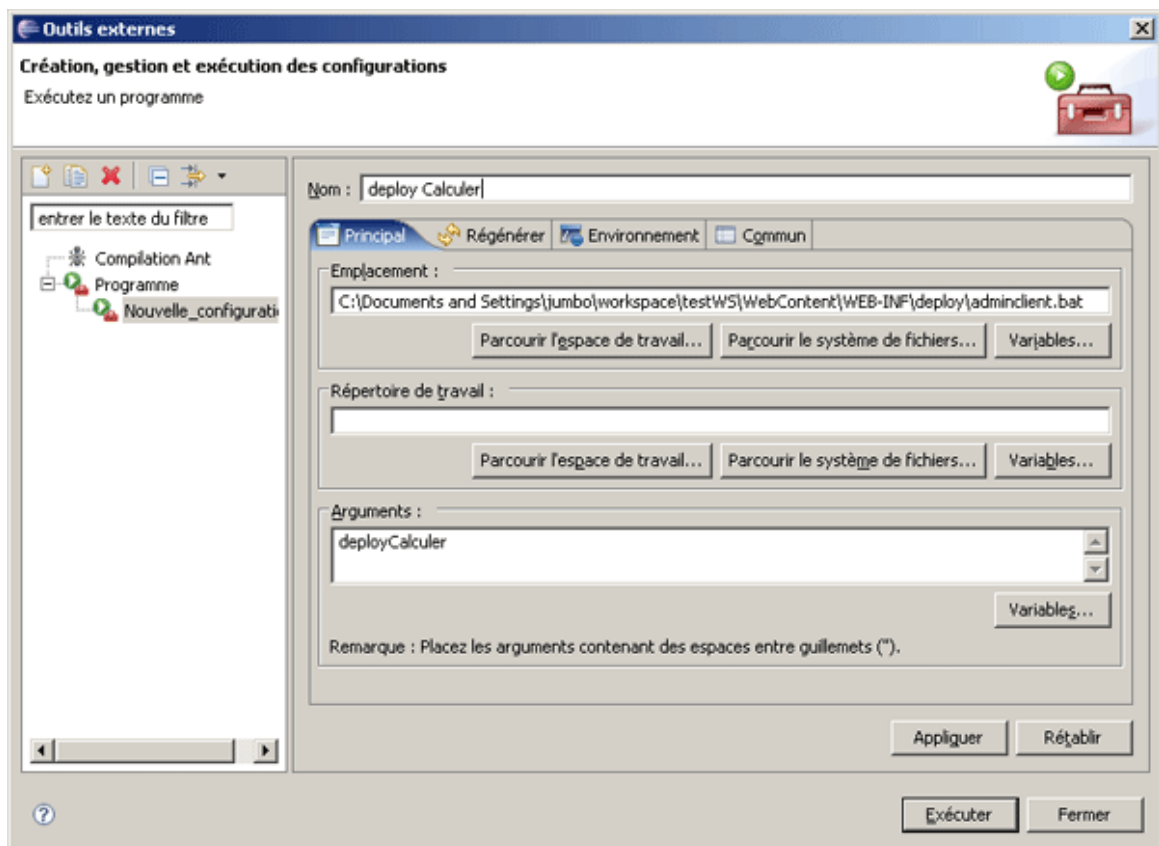 Outils externes
Création, gestion et exécution des configurations
Exécutez un programme
entrer le texte du filtre
Compilation Ant
Programme
Nouvelle_configurati
Nom : deploy Calculer
Principal Régénérer Environnement Commun
Emplacement :
C:\Documents and Settings\jumbo\workspace\testWS\WebContent\WEB-INF\deploy\adminclient.bat
Parcourir l'espace de travail... Parcourir le système de fichiers... Variables...
Répertoire de travail :
Parcourir l'espace de travail... Parcourir le système de fichiers... Variables...
Arguments :
deployCalculer
Variables...
Remarque : Placez les arguments contenant des espaces entre guillemets (").
Appliquer Rétablir
Exécuter Fermer